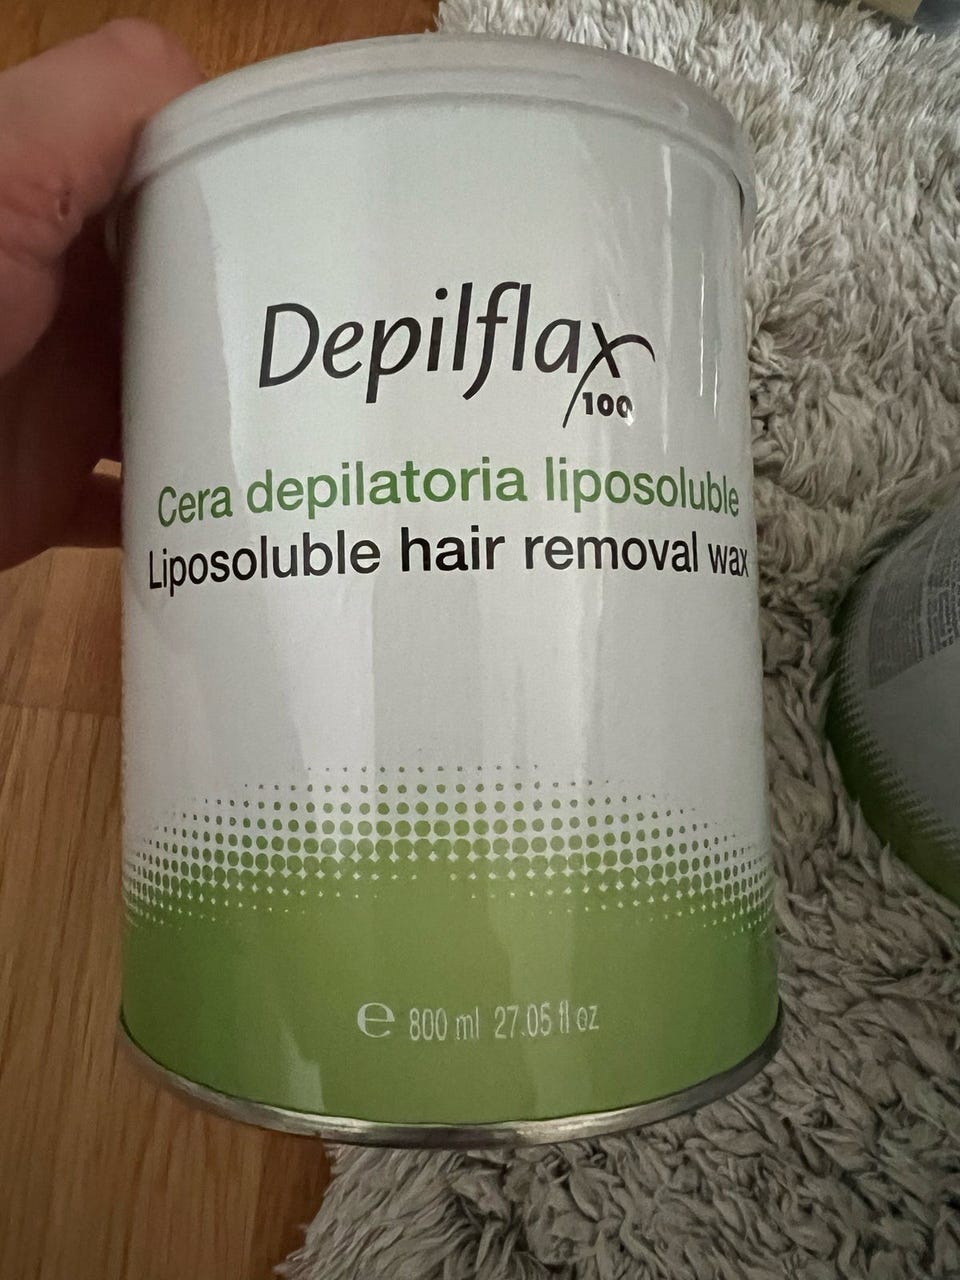 Depilflax
100
Cera depilatoria liposoluble
Liposoluble hair removal wax
℮ 800 ml 27.05 fl oz